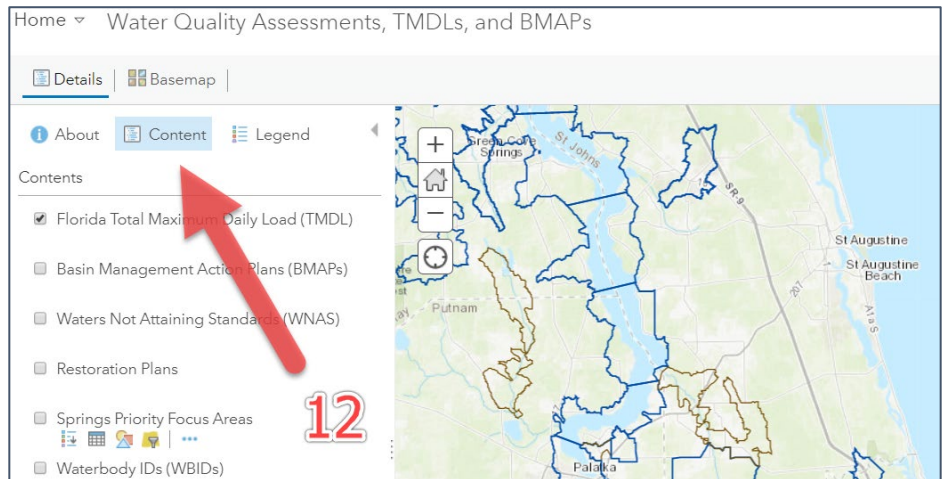 Home Water Quality Assessments, TMDLs, and BMAPs
Details Basemap
About Content Legend
Contents
Florida Total Maximum Daily Load (TMDL)
Basin Management Action Plans (BMAPs)
Waters Not Attaining Standards (WNAS)
Restoration Plans
Springs Priority Focus Areas
Waterbody IDs (WBIDs)
12
Green Cove
Springs
St Johns
SR-9
St Augustine
St Augustine
Beach
207
A1A S
Putnam
Palatka